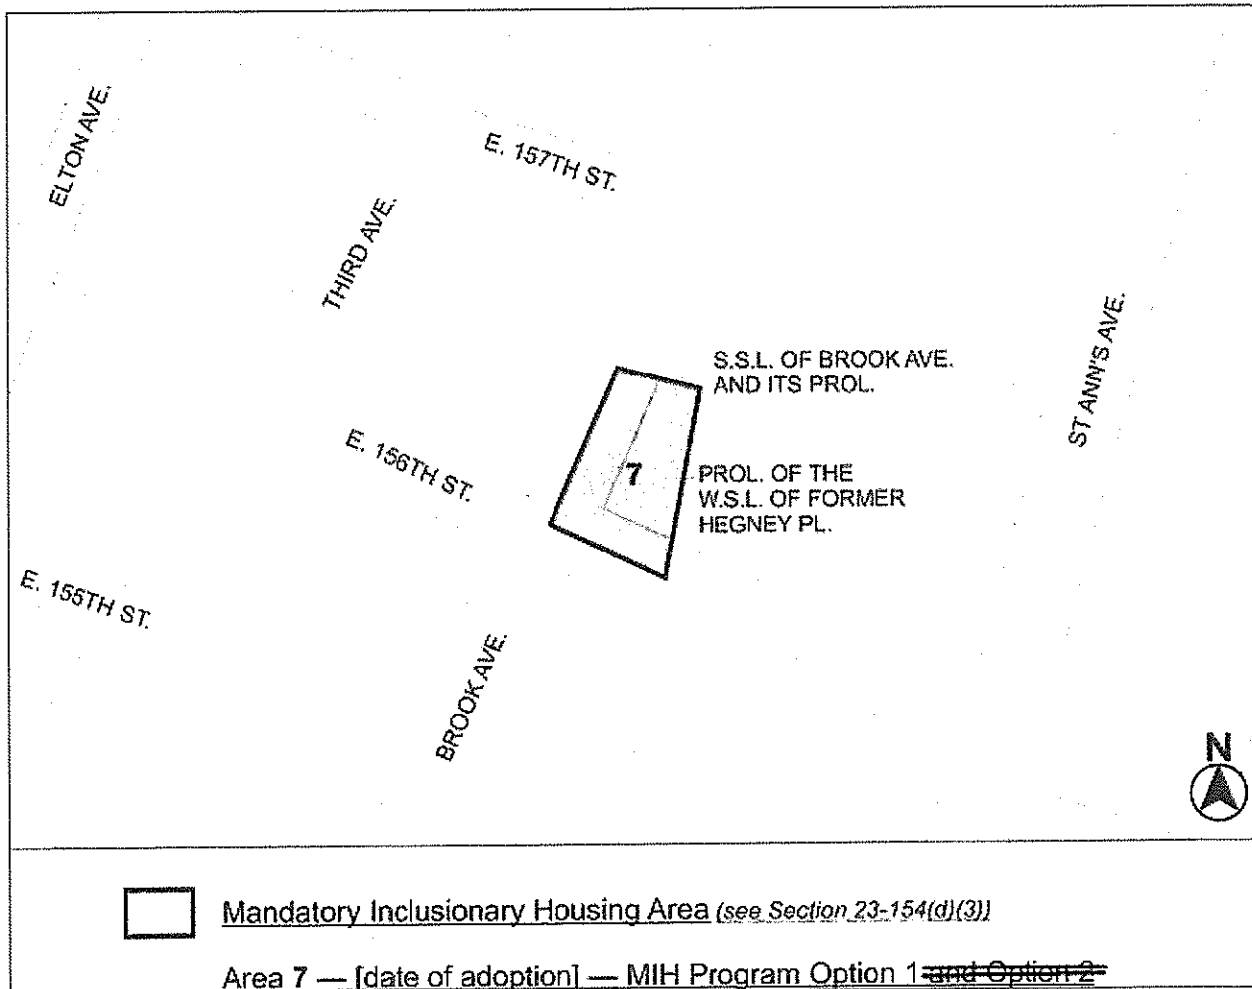 ELTON AVE.
E. 157TH ST.
THIRD AVE.
S.S.L. OF BROOK AVE.
AND ITS PROL.
ST ANN'S AVE.
E. 156TH ST.
7
PROL. OF THE
W.S.L. OF FORMER
HEGNEY PL.
E. 155TH ST.
BROOK AVE.
N
Mandatory Inclusionary Housing Area (see Section 23-154(d)(3))
Area 7 — [date of adoption] — MIH Program Option 1 and Option 2